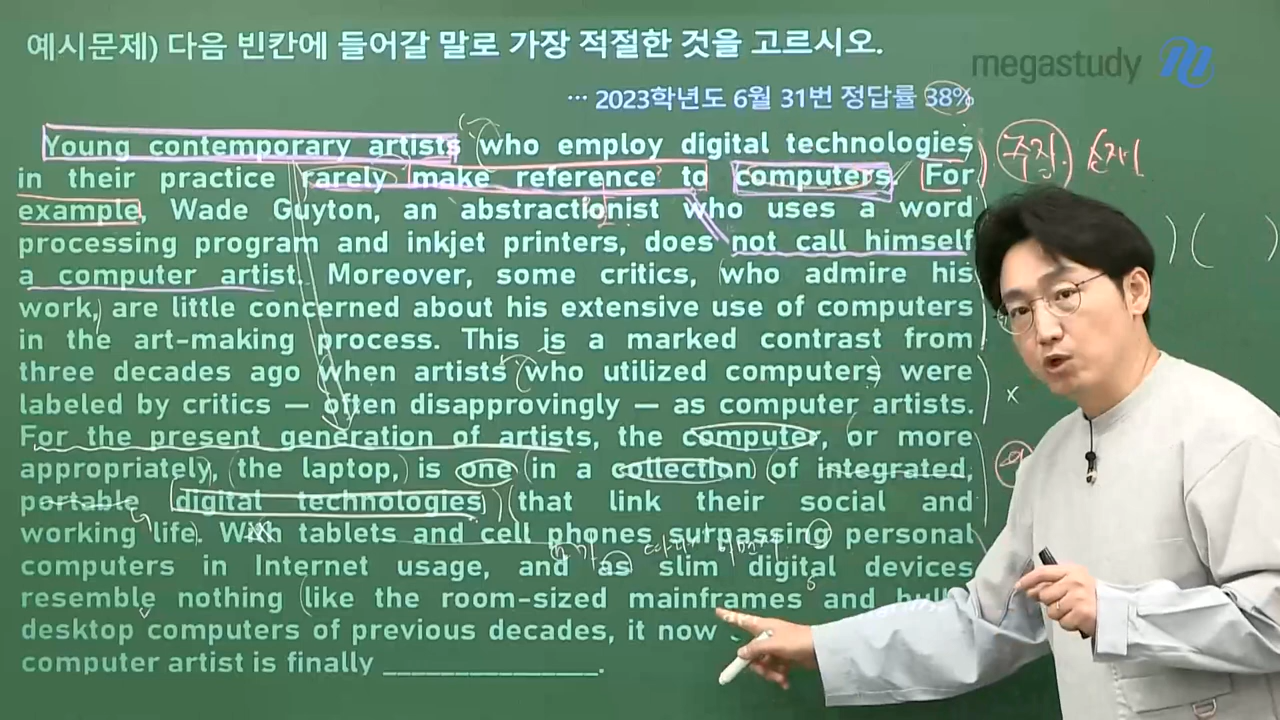 예시문제) 다음 빈칸에 들어갈 말로 가장 적절한 것을 고르시오.
megastudy
… 2023학년도 6월 31번 정답률 38%
Young contemporary artists who employ digital technologies
in their practice rarely make reference to computers. For
example, Wade Guyton, an abstractionist who uses a word
processing program and inkjet printers, does not call himself
a computer artist. Moreover, some critics, who admire his
work, are little concerned about his extensive use of computers
in the art-making process. This is a marked contrast from
three decades ago when artists who utilized computers were
labeled by critics — often disapprovingly — as computer artists.
For the present generation of artists, the computer, or more
appropriately, the laptop, is one in a collection of integrated,
portable digital technologies that link their social and
working life. With tablets and cell phones surpassing personal
computers in Internet usage, and as slim digital devices
resemble nothing like the room-sized mainframes and
desktop computers of previous decades, it now
computer artist is finally ____________.
주장.